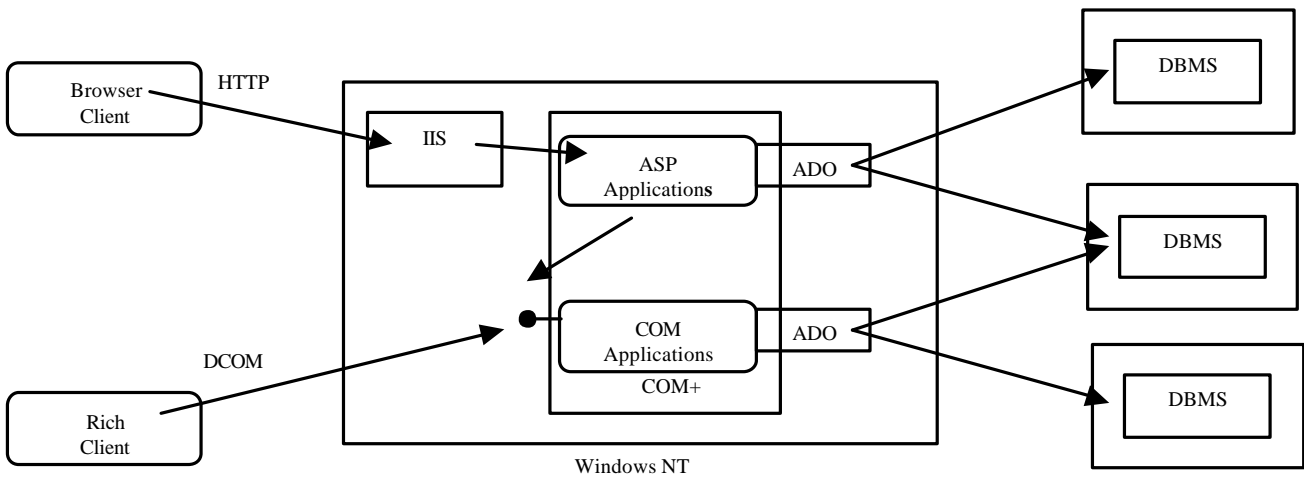 Browser
Client
HTTP
IIS
ASP
Applications
ADO
DBMS
DBMS
DCOM
Rich
Client
COM
Applications
COM+
ADO
DBMS
Windows NT